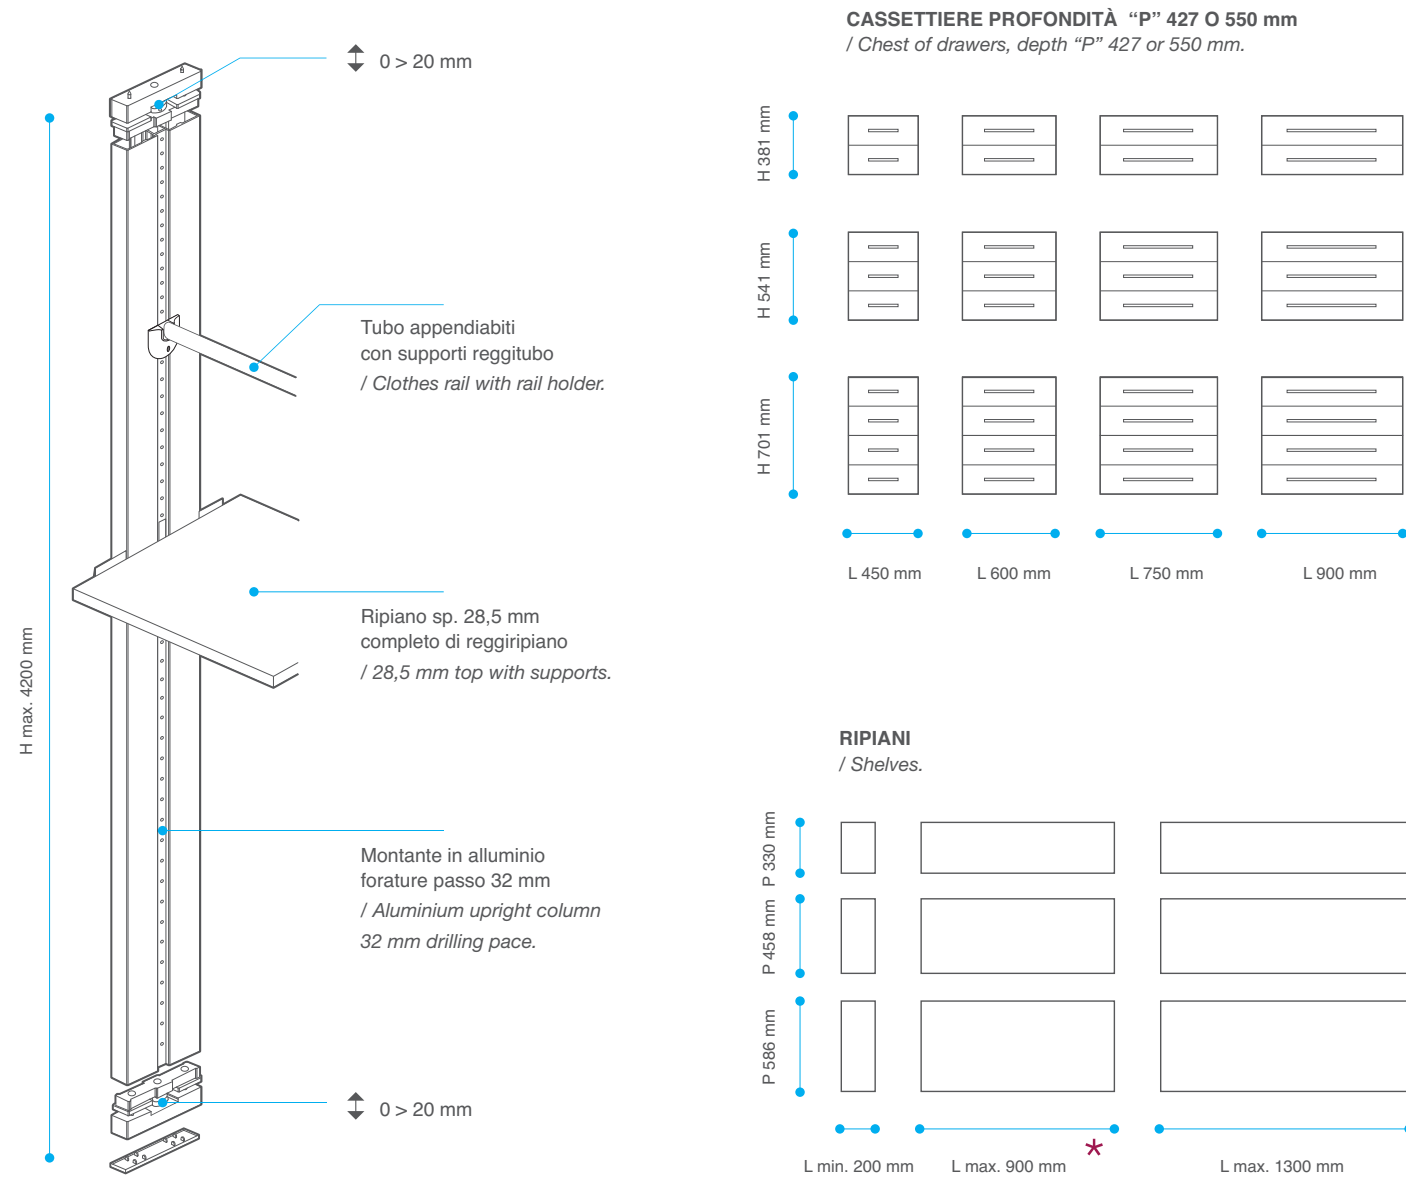 0 > 20 mm
H max. 4200 mm
Tubo appendiabiti
con supporti reggitubo
/ Clothes rail with rail holder.
Ripiano sp. 28,5 mm
completo di reggiripiano
/ 28,5 mm top with supports.
Montante in alluminio
forature passo 32 mm
/ Aluminium upright column
32 mm drilling pace.
0 > 20 mm
CASSETTIERE PROFONDITÀ “P” 427 O 550 mm
/ Chest of drawers, depth “P” 427 or 550 mm.
H 381 mm
H 541 mm
H 701 mm
L 450 mm
L 600 mm
L 750 mm
L 900 mm
RIPIANI
/ Shelves.
P 330 mm
P 458 mm
P 586 mm
L min. 200 mm
L max. 900 mm
*
L max. 1300 mm